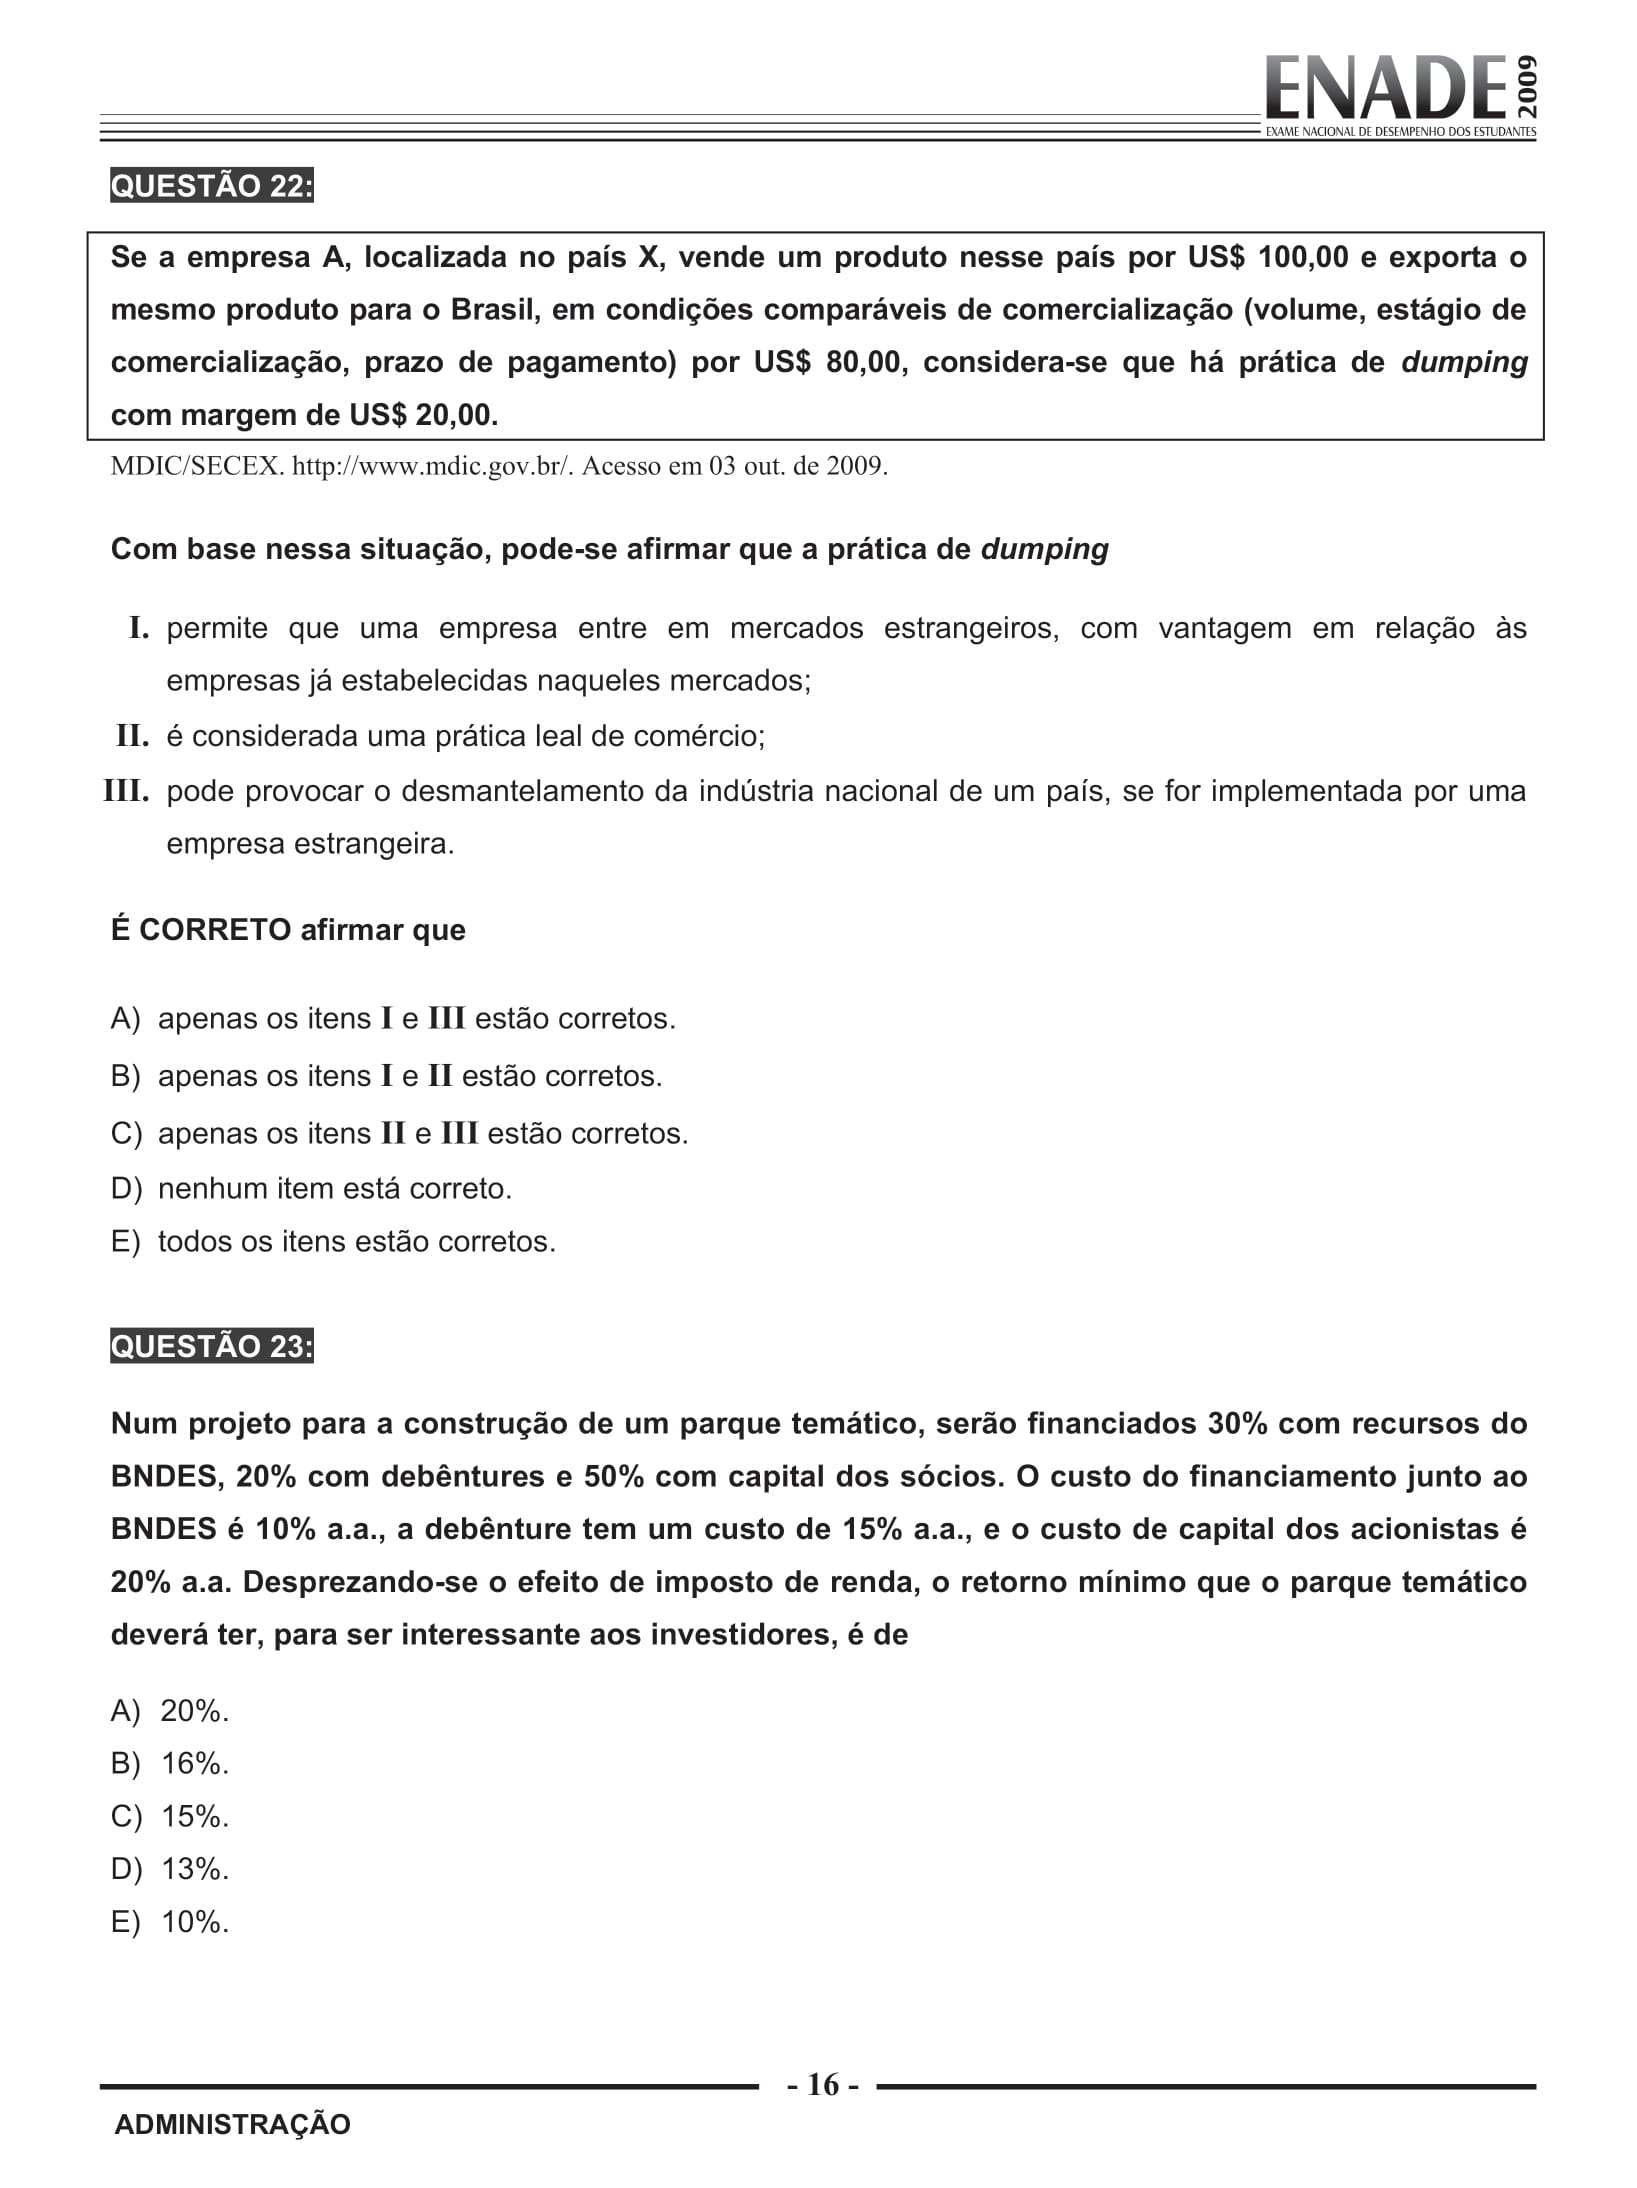 ENADE 2009
EXAME NACIONAL DE DESEMPENHO DOS ESTUDANTES
QUESTÃO 22:
Se a empresa A, localizada no país X, vende um produto nesse país por US$ 100,00 e exporta o
mesmo produto para o Brasil, em condições comparáveis de comercialização (volume, estágio de
comercialização, prazo de pagamento) por US$ 80,00, considera-se que há prática de dumping
com margem de US$ 20,00.
MDIC/SECEX. http://www.mdic.gov.br/. Acesso em 03 out. de 2009.
Com base nessa situação, pode-se afirmar que a prática de dumping
I. permite que uma empresa entre em mercados estrangeiros, com vantagem em relação às
empresas já estabelecidas naqueles mercados;
II. é considerada uma prática leal de comércio;
III. pode provocar o desmantelamento da indústria nacional de um país, se for implementada por uma
empresa estrangeira.
É CORRETO afirmar que
A) apenas os itens I e III estão corretos.
B) apenas os itens I e II estão corretos.
C) apenas os itens II e III estão corretos.
D) nenhum item está correto.
E) todos os itens estão corretos.
QUESTÃO 23:
Num projeto para a construção de um parque temático, serão financiados 30% com recursos do
BNDES, 20% com debêntures e 50% com capital dos sócios. O custo do financiamento junto ao
BNDES é 10% a.a., a debênture tem um custo de 15% a.a., e o custo de capital dos acionistas é
20% a.a. Desprezando-se o efeito de imposto de renda, o retorno mínimo que o parque temático
deverá ter, para ser interessante aos investidores, é de
A) 20%.
B) 16%.
C) 15%.
D) 13%.
E) 10%.
- 16 -
ADMINISTRAÇÃO